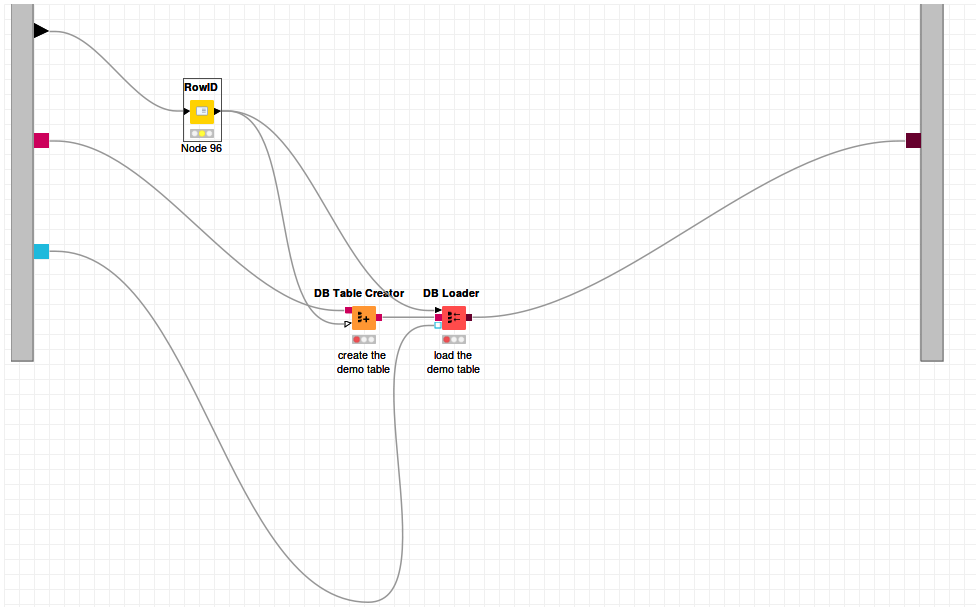 RowID
Node 96
DB Table Creator
DB Loader
create the
demo table
load the
demo table